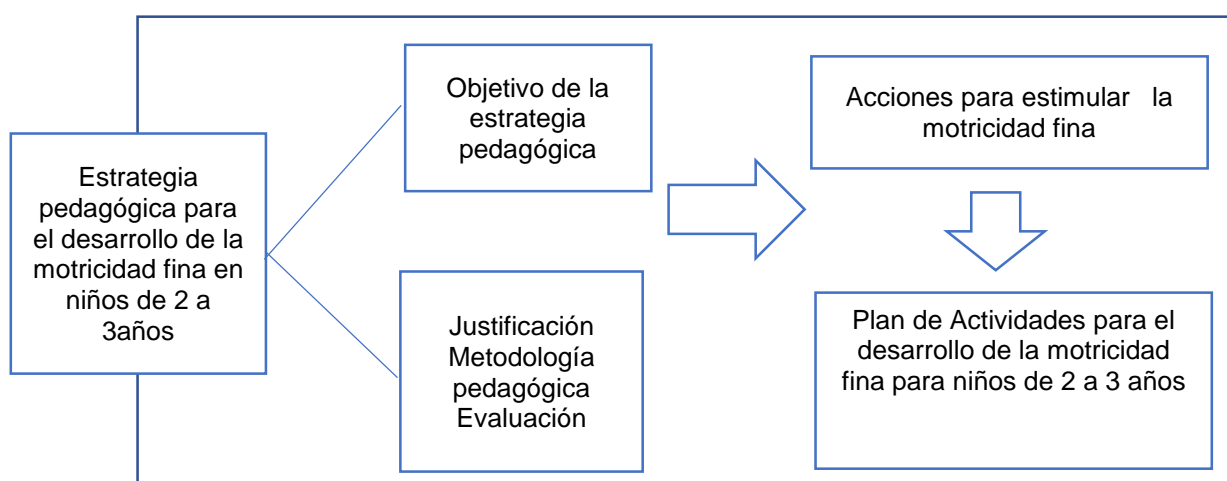 Estrategia
pedagógica para
el desarrollo de la
motricidad fina en
niños de 2 a
3años
Objetivo de la
estrategia
pedagógica
Justificación
Metodología
pedagógica
Evaluación
Acciones para estimular la
motricidad fina
Plan de Actividades para el
desarrollo de la motricidad
fina para niños de 2 a 3 años